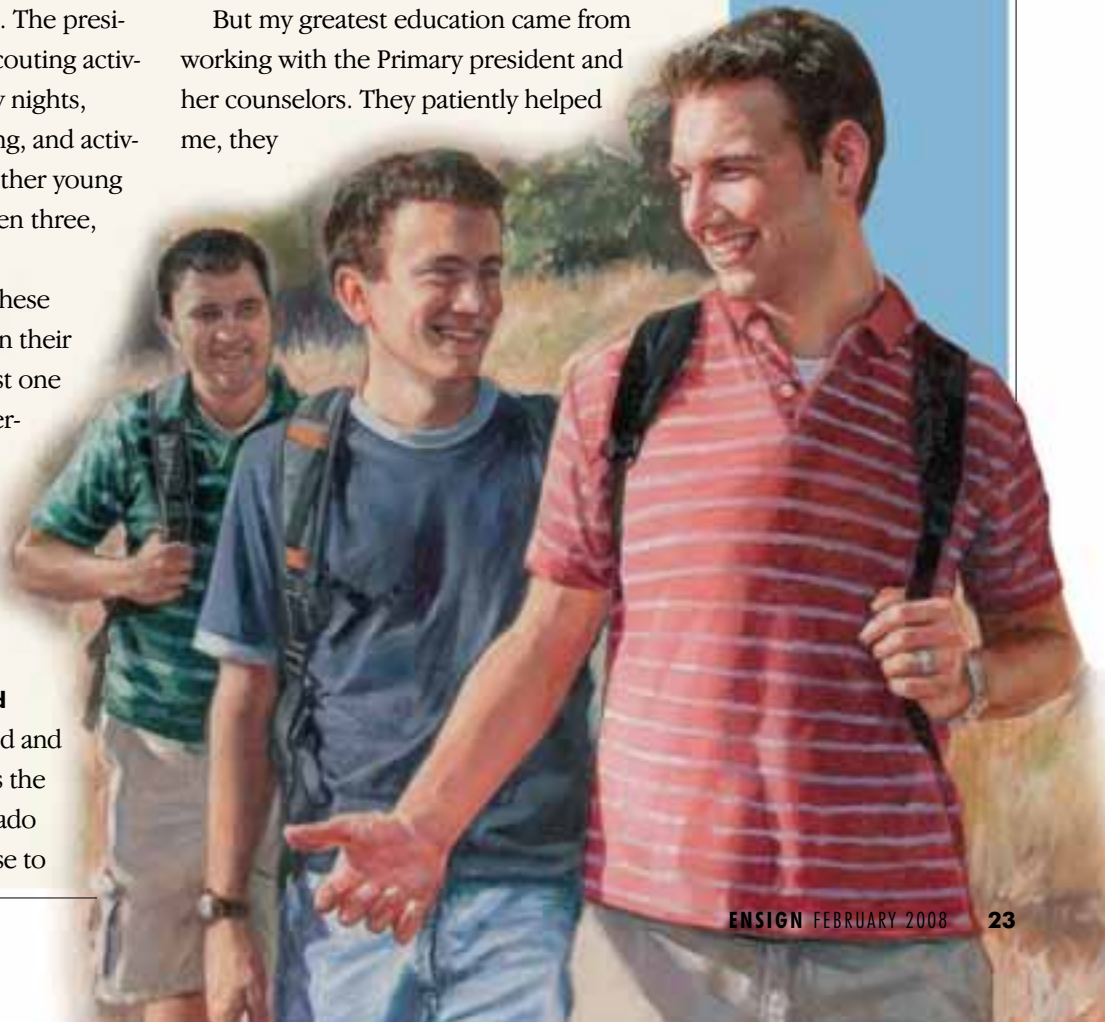 . The presi-
couting activ-
y nights,
ng, and activ-
ther young
en three,
hese
n their
st one
er-
d
d and
s the
ado
se to
But my greatest education came from
working with the Primary president and
her counselors. They patiently helped
me, they
ENSIGN FEBRUARY 2008 23